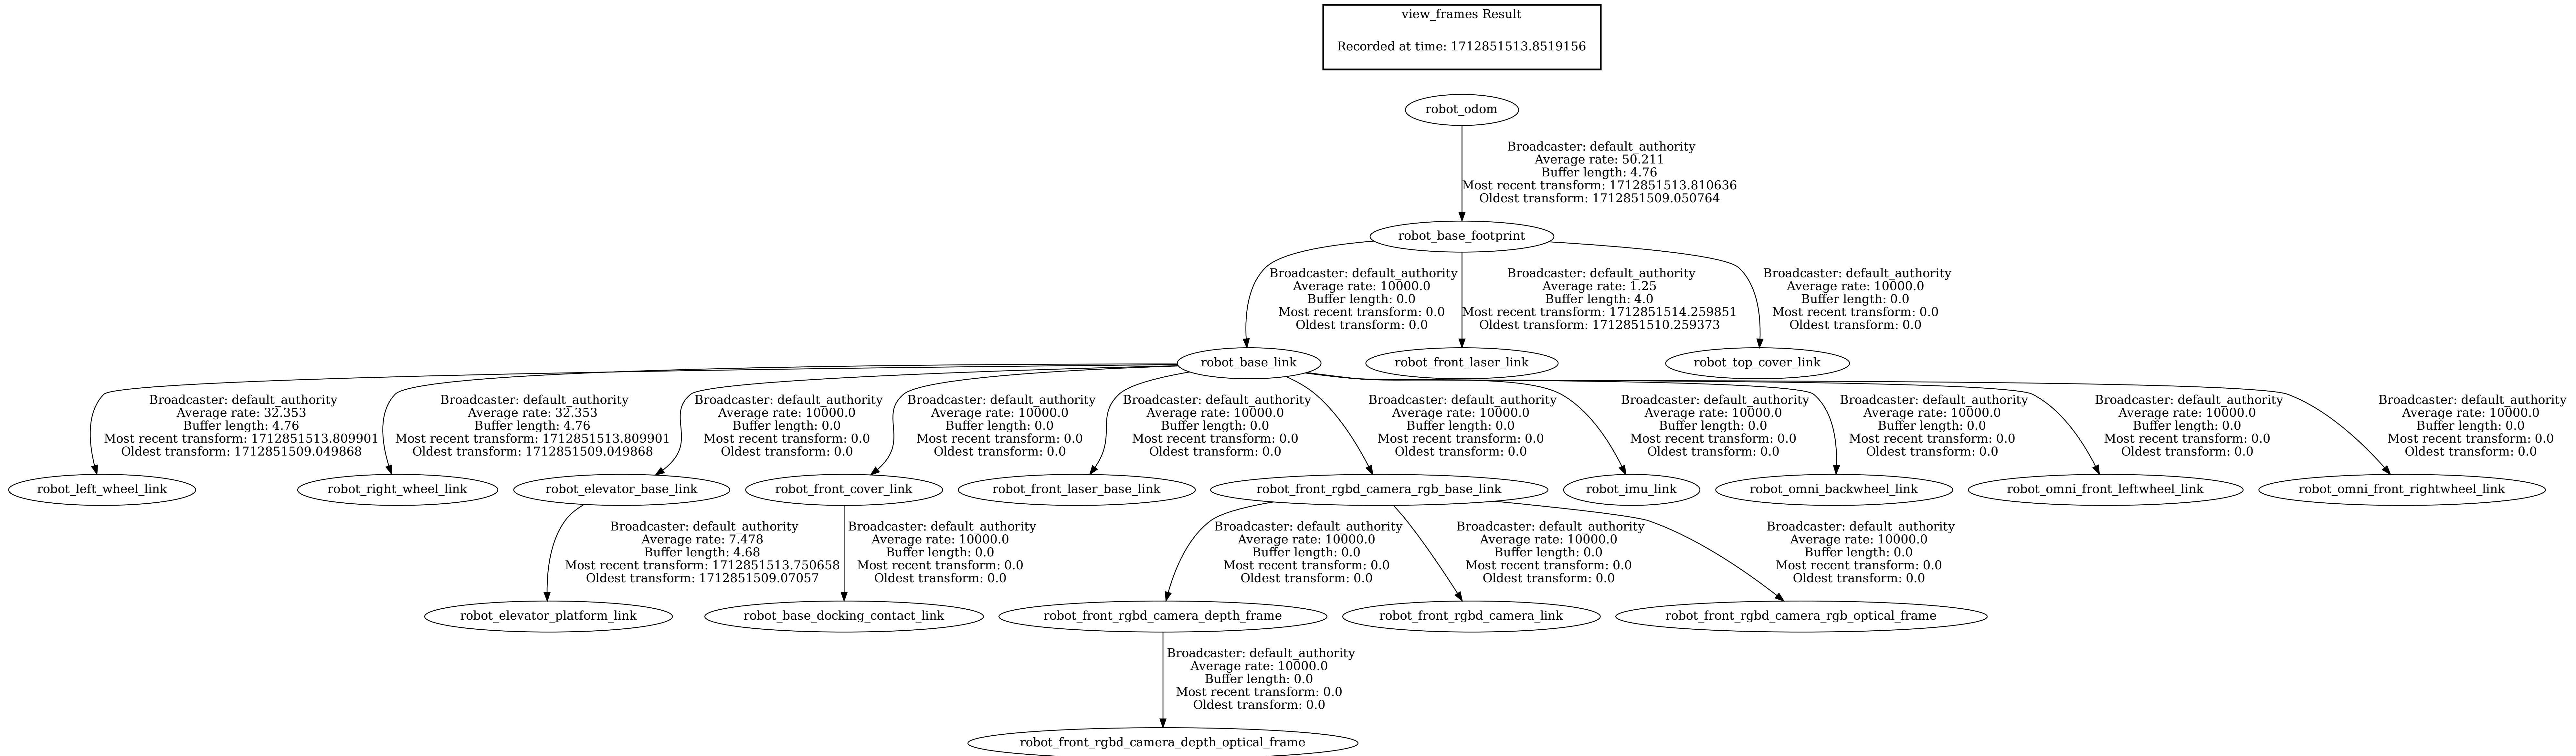 view_frames Result
Recorded at time: 1712851513.8519156
robot_odom
Broadcaster: default_authority
Average rate: 50.211
Buffer length: 4.76
Most recent transform: 1712851513.810636
Oldest transform: 1712851509.050764
robot_base_footprint
Broadcaster: default_authority
Average rate: 10000.0
Buffer length: 0.0
Most recent transform: 0.0
Oldest transform: 0.0
Broadcaster: default_authority
Average rate: 1.25
Buffer length: 4.0
Most recent transform: 1712851514.259851
Oldest transform: 1712851510.259373
Broadcaster: default_authority
Average rate: 10000.0
Buffer length: 0.0
Most recent transform: 0.0
Oldest transform: 0.0
robot_base_link
robot_front_laser_link
robot_top_cover_link
Broadcaster: default_authority
Average rate: 32.353
Buffer length: 4.76
Most recent transform: 1712851513.809901
Oldest transform: 1712851509.049868
Broadcaster: default_authority
Average rate: 32.353
Buffer length: 4.76
Most recent transform: 1712851513.809901
Oldest transform: 1712851509.049868
Broadcaster: default_authority
Average rate: 10000.0
Buffer length: 0.0
Most recent transform: 0.0
Oldest transform: 0.0
Broadcaster: default_authority
Average rate: 10000.0
Buffer length: 0.0
Most recent transform: 0.0
Oldest transform: 0.0
Broadcaster: default_authority
Average rate: 10000.0
Buffer length: 0.0
Most recent transform: 0.0
Oldest transform: 0.0
Broadcaster: default_authority
Average rate: 10000.0
Buffer length: 0.0
Most recent transform: 0.0
Oldest transform: 0.0
Broadcaster: default_authority
Average rate: 10000.0
Buffer length: 0.0
Most recent transform: 0.0
Oldest transform: 0.0
Broadcaster: default_authority
Average rate: 10000.0
Buffer length: 0.0
Most recent transform: 0.0
Oldest transform: 0.0
Broadcaster: default_authority
Average rate: 10000.0
Buffer length: 0.0
Most recent transform: 0.0
Oldest transform: 0.0
Broadcaster: default_authority
Average rate: 10000.0
Buffer length: 0.0
Most recent transform: 0.0
Oldest transform: 0.0
robot_left_wheel_link
robot_right_wheel_link
robot_elevator_base_link
robot_front_cover_link
robot_front_laser_base_link
robot_front_rgbd_camera_rgb_base_link
robot_imu_link
robot_omni_backwheel_link
robot_omni_front_leftwheel_link
robot_omni_front_rightwheel_link
Broadcaster: default_authority
Average rate: 7.478
Buffer length: 4.68
Most recent transform: 1712851513.750658
Oldest transform: 1712851509.07057
Broadcaster: default_authority
Average rate: 10000.0
Buffer length: 0.0
Most recent transform: 0.0
Oldest transform: 0.0
Broadcaster: default_authority
Average rate: 10000.0
Buffer length: 0.0
Most recent transform: 0.0
Oldest transform: 0.0
Broadcaster: default_authority
Average rate: 10000.0
Buffer length: 0.0
Most recent transform: 0.0
Oldest transform: 0.0
Broadcaster: default_authority
Average rate: 10000.0
Buffer length: 0.0
Most recent transform: 0.0
Oldest transform: 0.0
robot_elevator_platform_link
robot_base_docking_contact_link
robot_front_rgbd_camera_depth_frame
robot_front_rgbd_camera_link
robot_front_rgbd_camera_rgb_optical_frame
Broadcaster: default_authority
Average rate: 10000.0
Buffer length: 0.0
Most recent transform: 0.0
Oldest transform: 0.0
robot_front_rgbd_camera_depth_optical_frame